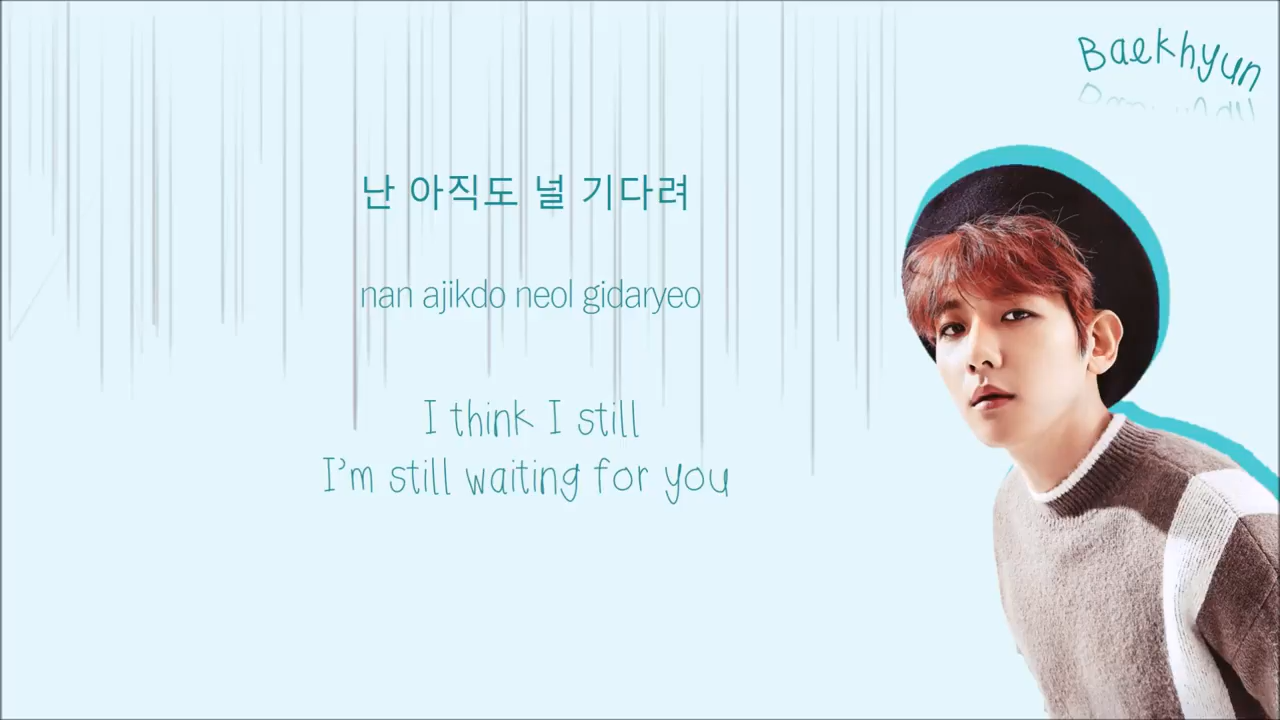 Baekhyun
난 아직도 널 기다려
nan ajikdo neol gidaryeo
I think I still
I'm still waiting for you